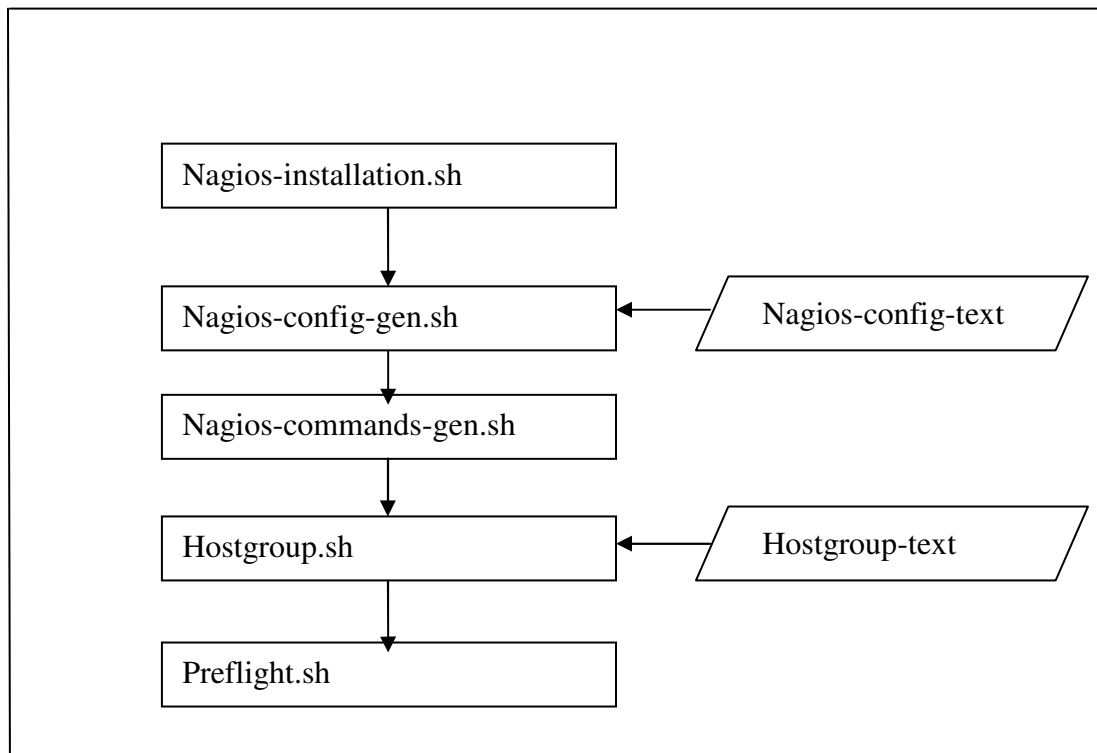 Nagios-installation.sh
Nagios-config-gen.sh
Nagios-config-text
Nagios-commands-gen.sh
Hostgroup.sh
Hostgroup-text
Preflight.sh